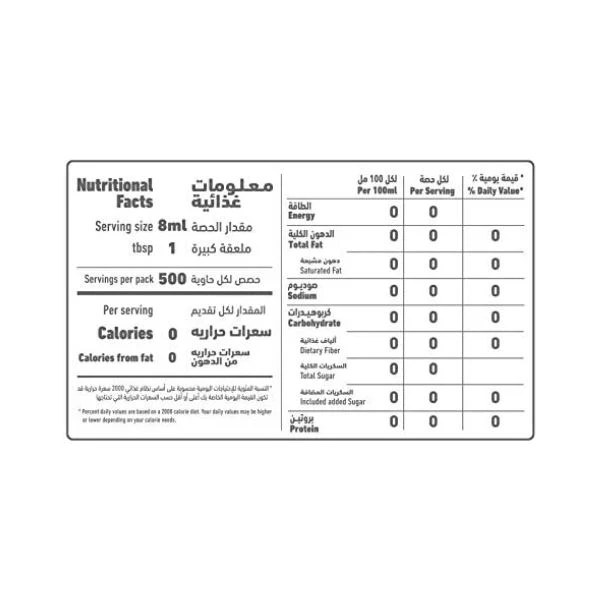 Nutritional Facts معلومات غذائية
Serving size 8ml مقدار الحصة
tbsp 1 ملعقة كبيرة
Servings per pack 500 حصص لكل حاوية
Per serving المقدار لكل تقديم
Calories 0 سعرات حراريه
Calories from fat 0 سعرات حراريه من الدهون
*النسبة المئوية للإحتياجات اليومية محسوبة على أساس نظام غذائي 2000 سعرة حرارية قد
تكون القيمة اليومية الخاصة بك أعلى أو أقل حسب السعرات الحرارية التي تحتاجها
* Percent daily values are based on a 2000 calorie diet. Your daily values may be higher
or lower depending on your calorie needs.
لكل 100 مل لكل حصة * قيمة يومية ٪
Per 100ml Per Serving % Daily Value*
الطاقة
Energy 0 0
الدهون الكلية
Total Fat 0 0 0
دهون مشبعة
Saturated Fat 0 0 0
صوديوم
Sodium 0 0 0
كربوهيدرات
Carbohydrate 0 0 0
ألياف غذائية
Dietary Fiber 0 0 0
السكريات الكلية
Total Sugar 0 0
السكريات المضافة
Included added Sugar 0 0 0
بروتين
Protein 0 0 0